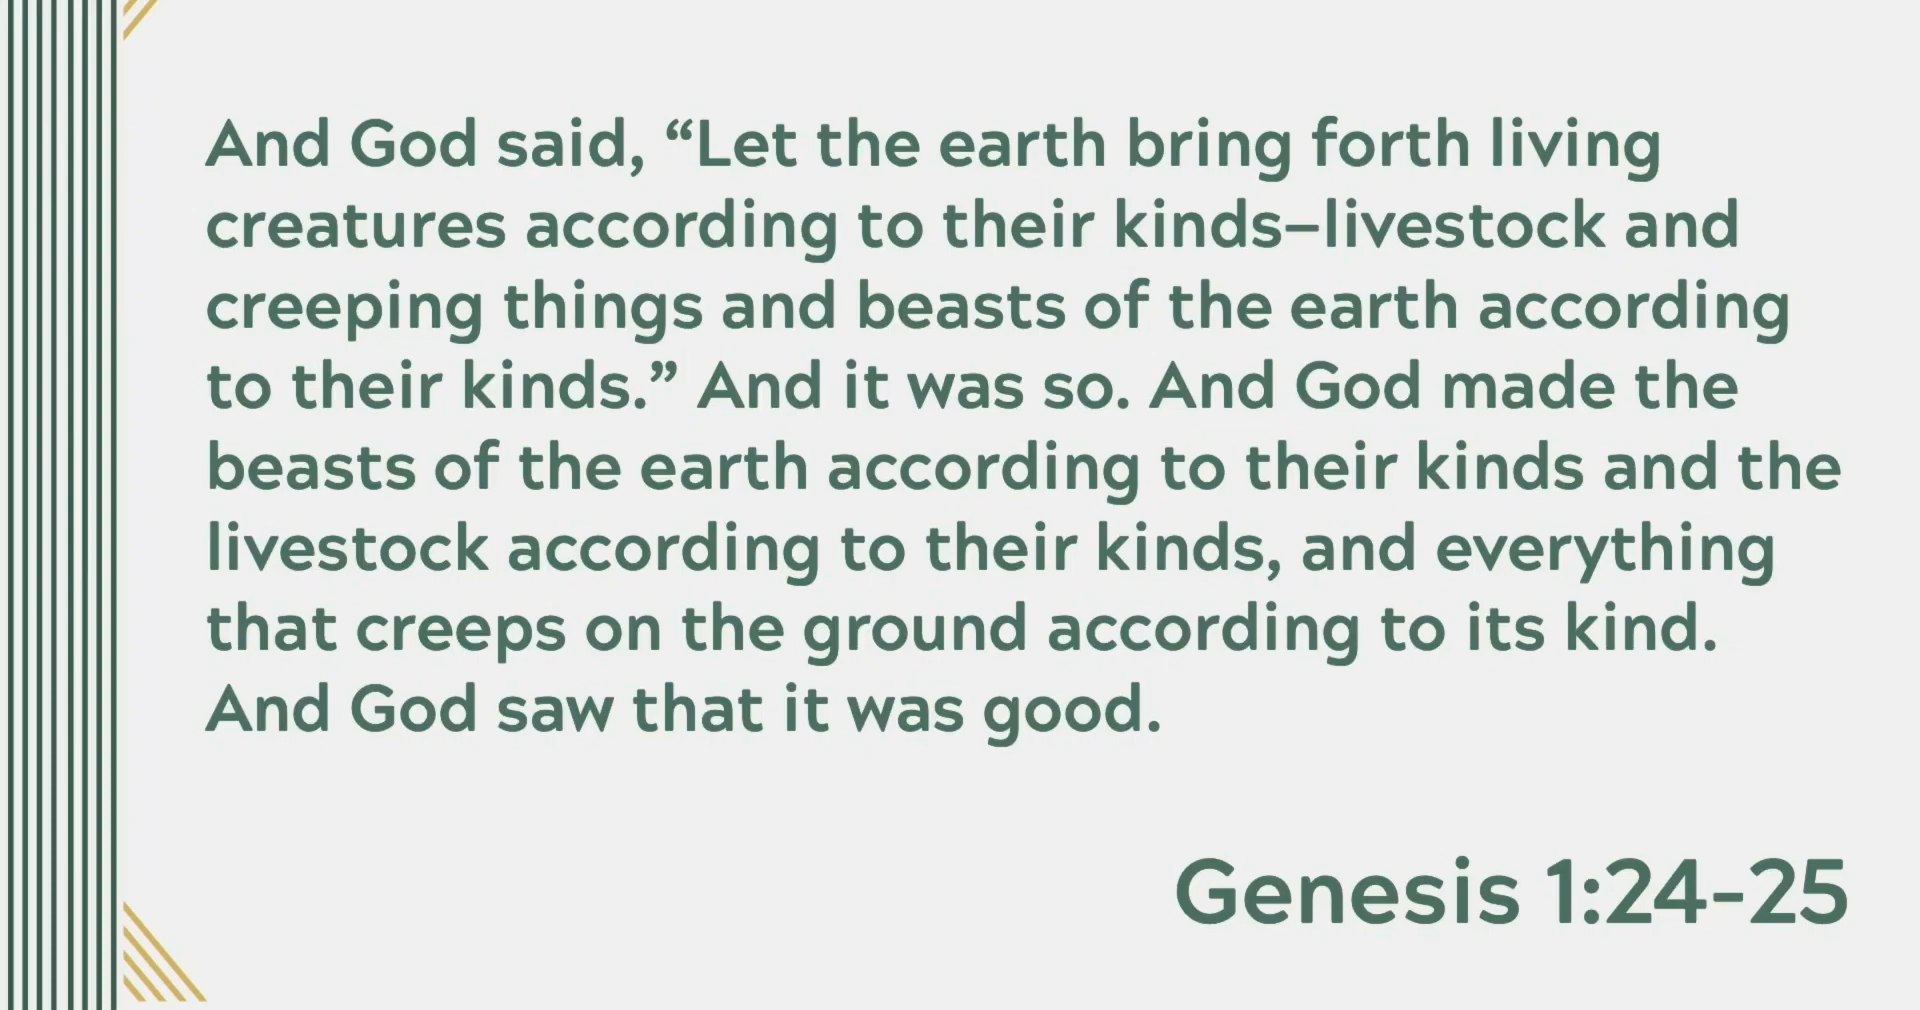 And God said, “Let the earth bring forth living
creatures according to their kinds—livestock and
creeping things and beasts of the earth according
to their kinds.” And it was so. And God made the
beasts of the earth according to their kinds and the
livestock according to their kinds, and everything
that creeps on the ground according to its kind.
And God saw that it was good.
Genesis 1:24-25